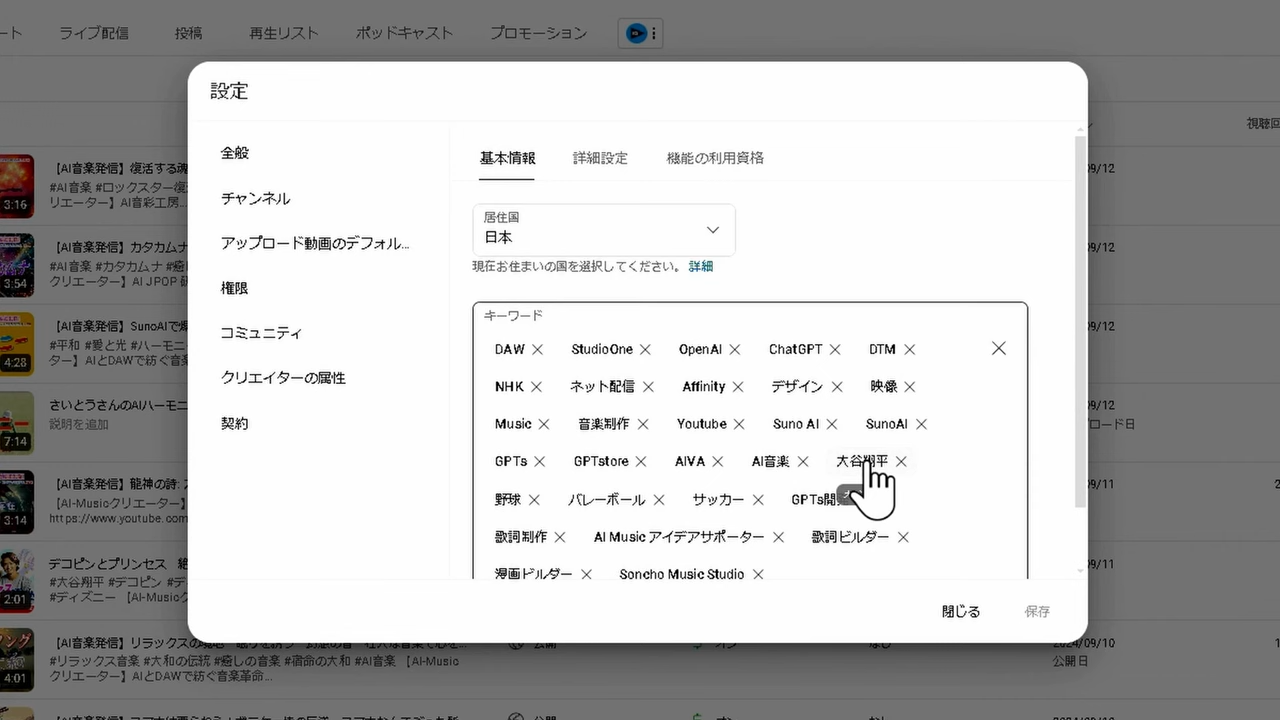 ート ライブ配信 投稿 再生リスト ポッドキャスト プロモーション
設定
視聴回
全般
チャンネル
アップロード動画のデフォル...
権限
コミュニティ
クリエイターの属性
契約
基本情報 詳細設定 機能の利用資格
居住国
日本
現在お住まいの国を選択してください。 詳細
キーワード
DAW StudioOne OpenAI ChatGPT DTM
NHK ネット配信 Affinity デザイン 映像
Music 音楽制作 Youtube Suno AI SunoAI
GPTs GPTstore AIVA AI音楽 大谷翔平
野球 バレーボール サッカー GPTs開
歌詞制作 AI Music アイデアサポーター 歌詞ビルダー
漫画ビルダー Soncho Music Studio
閉じる 保存
3:16
【AI音楽発信】復活する魂
#AI音楽 #ロックスター復
リエーター】AI音彩工房...
09/12
3:54
【AI音楽発信】カタカムナ
#AI音楽 #カタカムナ #癒
クリエーター】AI JPOP 研
09/12
4:28
【AI音楽発信】SunoAIで
#平和 #愛と光 #ハーモニ
ター】AIとDAWで紡ぐ音楽
09/12
7:14
さいとうさんのAIハーモニ
説明を追加
09/12
ロード日
3:14
【AI音楽発信】龍神の詩:
【AI-Musicクリエーター】
https://www.youtube.com
09/11
2:01
デコピンとプリンセス
#大谷翔平 #デコピン #デ
#ディズニー 【AI-Musicク
09/11
4:01
【AI音楽発信】リラックスの
#リラックス音楽 #大和の伝統 #癒しの音楽 #宿命の大和 #AI音楽 【AI-Music
クリエーター】AIとDAWで紡ぐ音楽革命...
公開 オン なし
2024/09/10
公開日